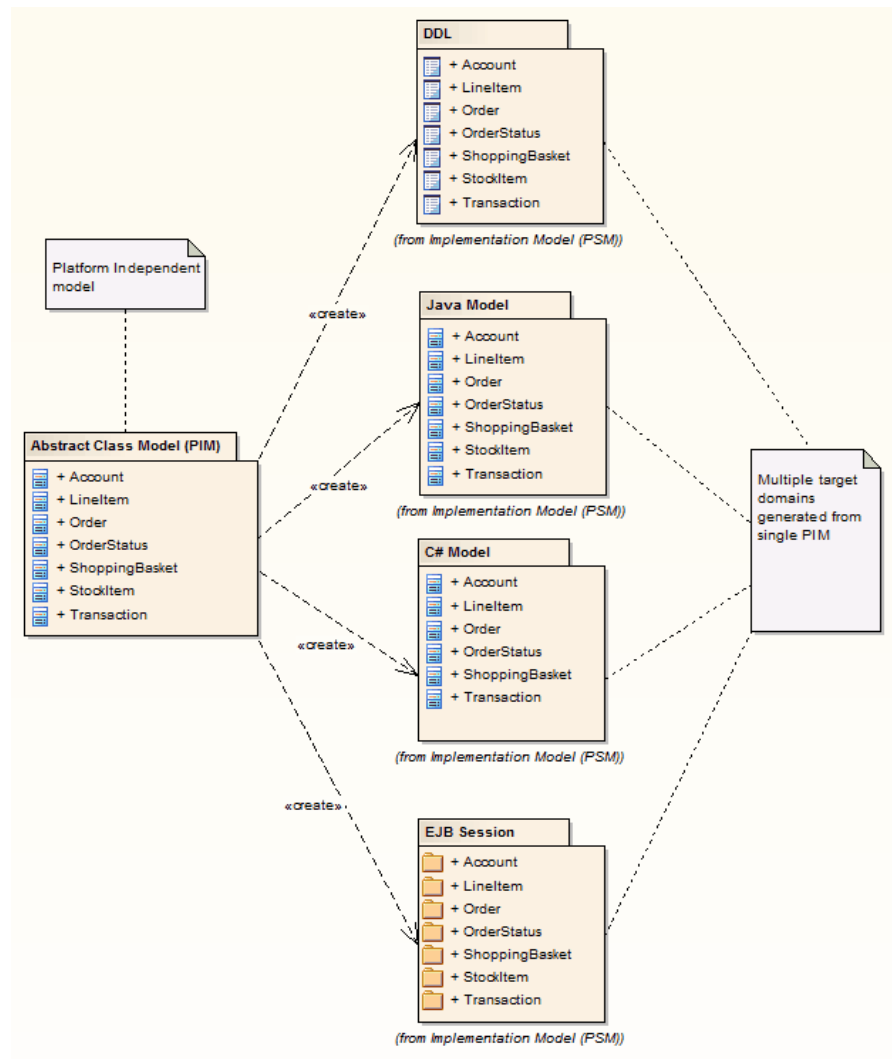 DDL
+ Account
+ LineItem
+ Order
+ OrderStatus
+ ShoppingBasket
+ StockItem
+ Transaction
(from Implementation Model (PSM))
Platform Independent
model
«create»
Java Model
+ Account
+ LineItem
+ Order
+ OrderStatus
+ ShoppingBasket
+ StockItem
+ Transaction
(from Implementation Model (PSM))
«create»
Abstract Class Model (PIM)
+ Account
+ LineItem
+ Order
+ OrderStatus
+ ShoppingBasket
+ StockItem
+ Transaction
Multiple target
domains
generated from
single PIM
C# Model
+ Account
+ LineItem
+ Order
+ OrderStatus
+ ShoppingBasket
+ Transaction
(from Implementation Model (PSM))
«create»
«create»
EJB Session
+ Account
+ LineItem
+ Order
+ OrderStatus
+ ShoppingBasket
+ StockItem
+ Transaction
(from Implementation Model (PSM))